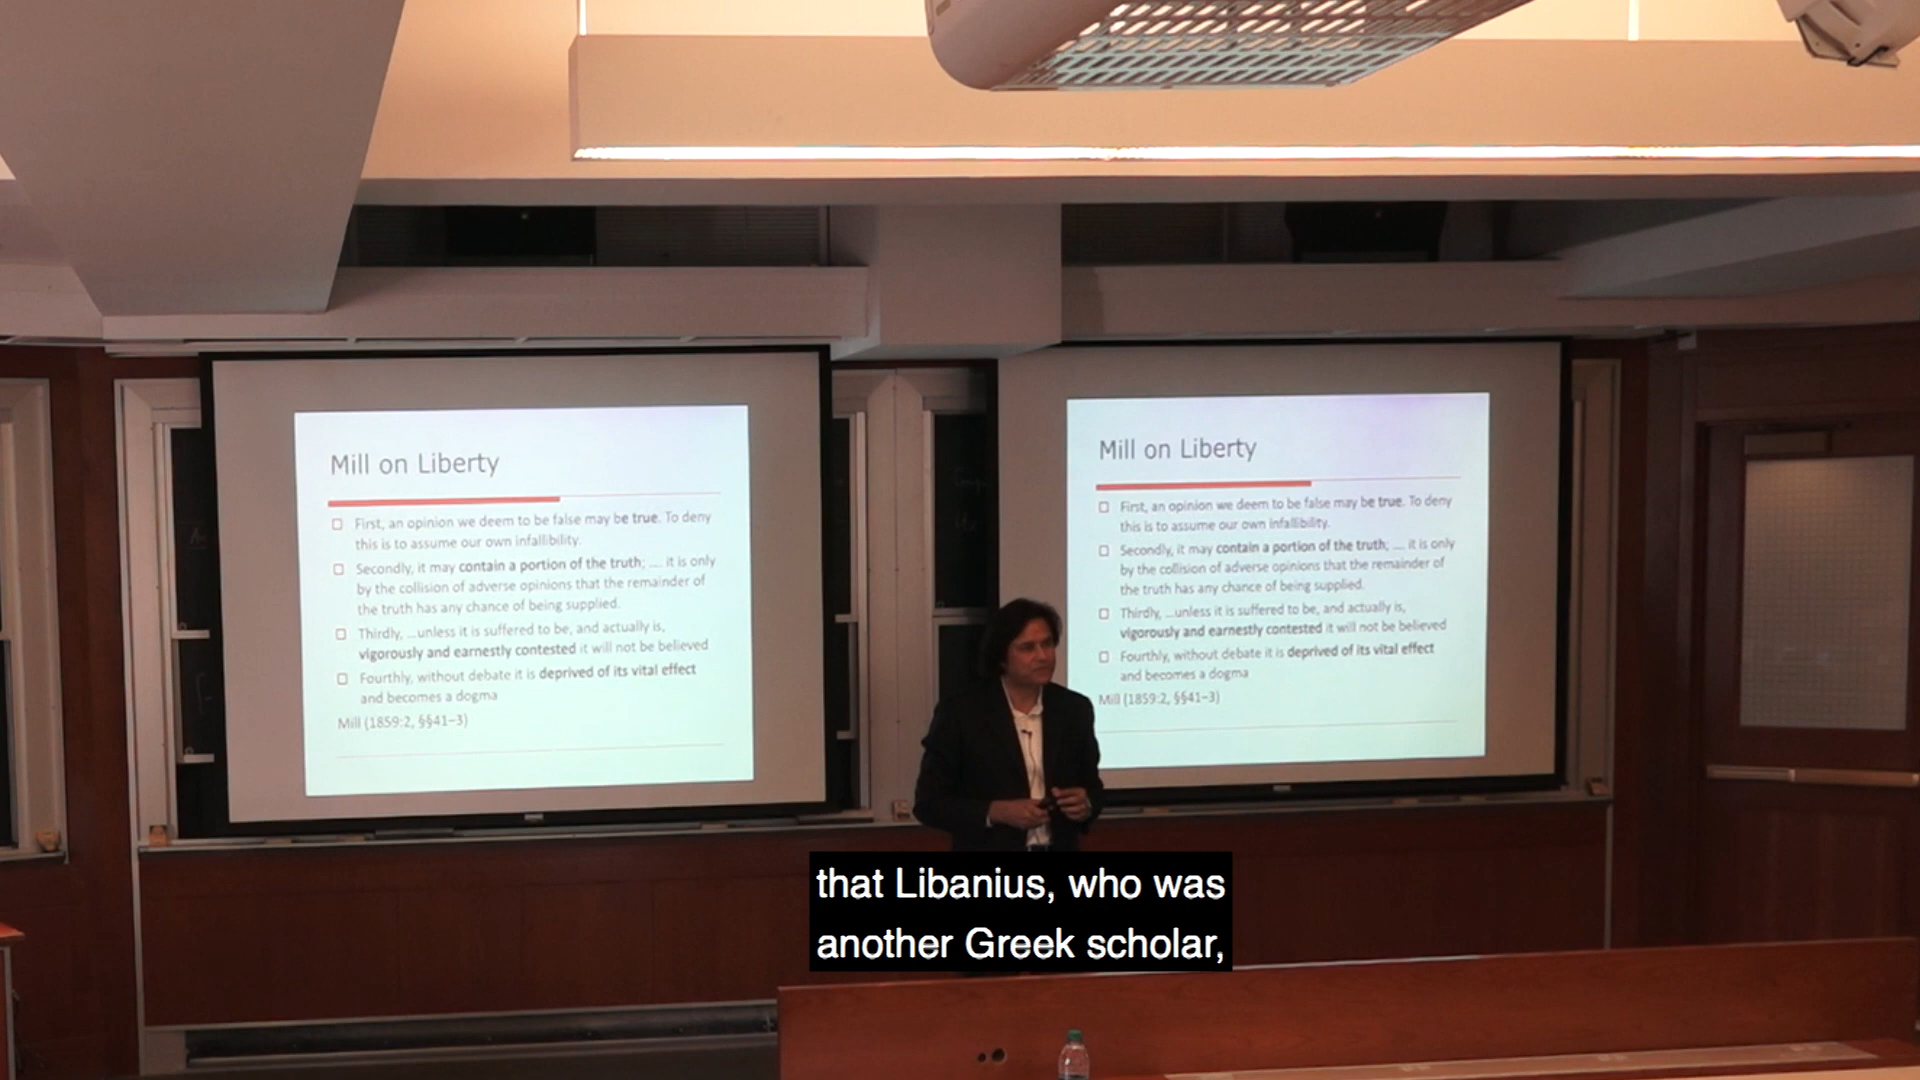 Mill on Liberty
First, an opinion we deem to be false may be true. To deny
this is to assume our own infallibility.
Secondly, it may contain a portion of the truth; .... it is only
by the collision of adverse opinions that the remainder of
the truth has any chance of being supplied.
Thirdly, ...unless it is suffered to be, and actually is,
vigorously and earnestly contested it will not be believed
Fourthly, without debate it is deprived of its vital effect
and becomes a dogma
Mill (1859:2, §§41–3)
Mill on Liberty
First, an opinion we deem to be false may be true. To deny
this is to assume our own infallibility.
Secondly, it may contain a portion of the truth; .... it is only
by the collision of adverse opinions that the remainder of
the truth has any chance of being supplied.
Thirdly, ...unless it is suffered to be, and actually is,
vigorously and earnestly contested it will not be believed
Fourthly, without debate it is deprived of its vital effect
and becomes a dogma
Mill (1859:2, §§41–3)
that Libanius, who was
another Greek scholar,